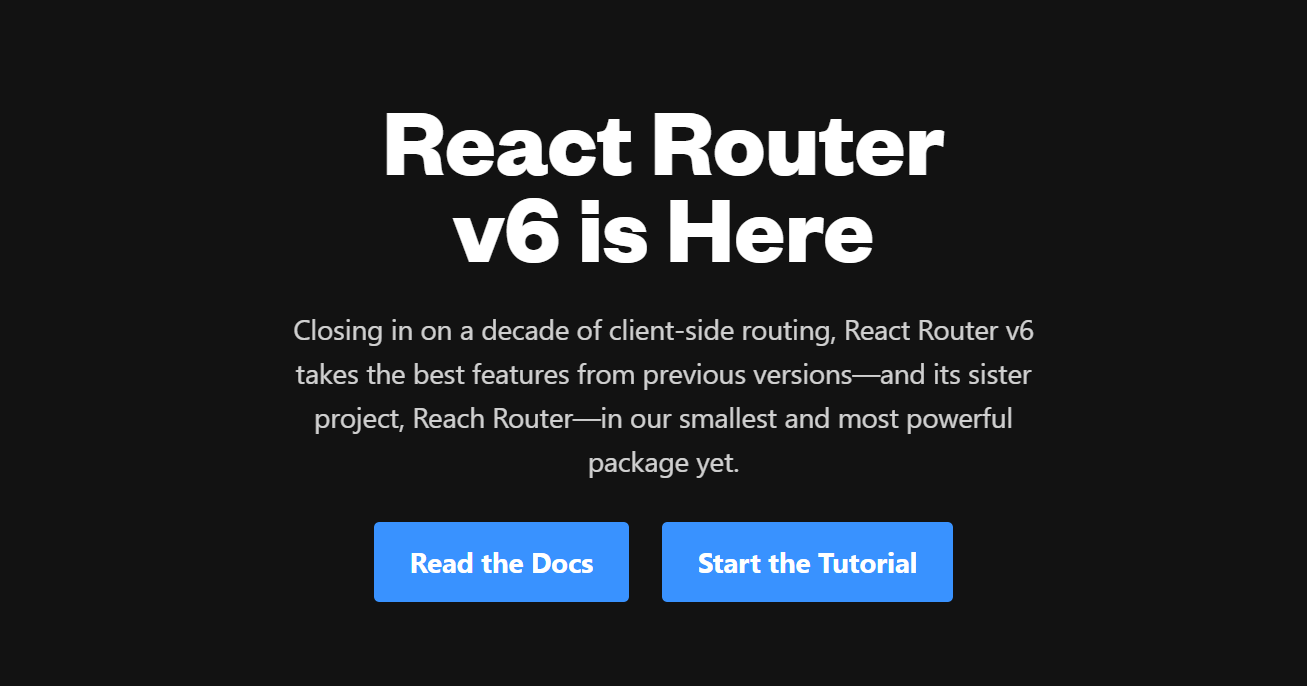 React Router
v6 is Here
Closing in on a decade of client-side routing, React Router v6
takes the best features from previous versions—and its sister
project, Reach Router—in our smallest and most powerful
package yet.
Read the Docs
Start the Tutorial